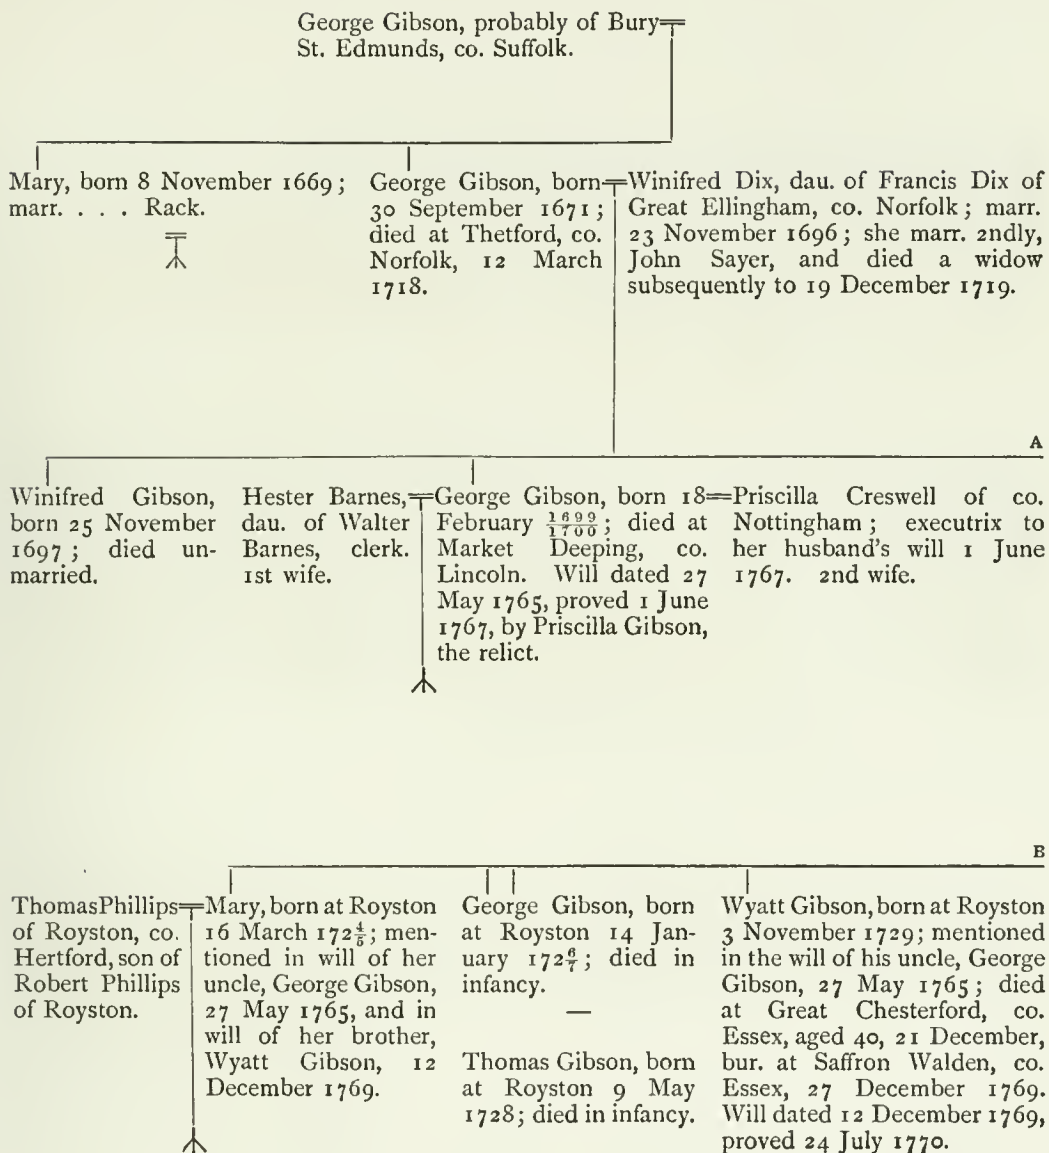 George Gibson, probably of Bury
St. Edmunds, co. Suffolk.
Mary, born 8 November 1669;
marr. . . . Rack.
George Gibson, born
30 September 1671;
died at Thetford, co.
Norfolk, 12 March
1718.
Winifred Dix, dau. of Francis Dix of
Great Ellingham, co. Norfolk; marr.
23 November 1696; she marr. 2ndly,
John Sayer, and died a widow
subsequently to 19 December 1719.
A
Winifred Gibson,
born 25 November
1697; died un-
married.
Hester Barnes,
dau. of Walter
Barnes, clerk.
1st wife.
George Gibson, born 18
February 1699/1700; died at
Market Deeping, co.
Lincoln. Will dated 27
May 1765, proved 1 June
1767, by Priscilla Gibson,
the relict.
Priscilla Creswell of co.
Nottingham; executrix to
her husband's will 1 June
1767. 2nd wife.
B
Thomas Phillips
of Royston, co.
Hertford, son of
Robert Phillips
of Royston.
Mary, born at Royston
16 March 1724/5; men-
tioned in will of her
uncle, George Gibson,
27 May 1765, and in
will of her brother,
Wyatt Gibson, 12
December 1769.
George Gibson, born
at Royston 14 Jan-
uary 1726/7; died in
infancy.
—
Thomas Gibson, born
at Royston 9 May
1728; died in infancy.
Wyatt Gibson, born at Royston
3 November 1729; mentioned
in the will of his uncle, George
Gibson, 27 May 1765; died
at Great Chesterford, co.
Essex, aged 40, 21 December,
bur. at Saffron Walden, co.
Essex, 27 December 1769.
Will dated 12 December 1769,
proved 24 July 1770.